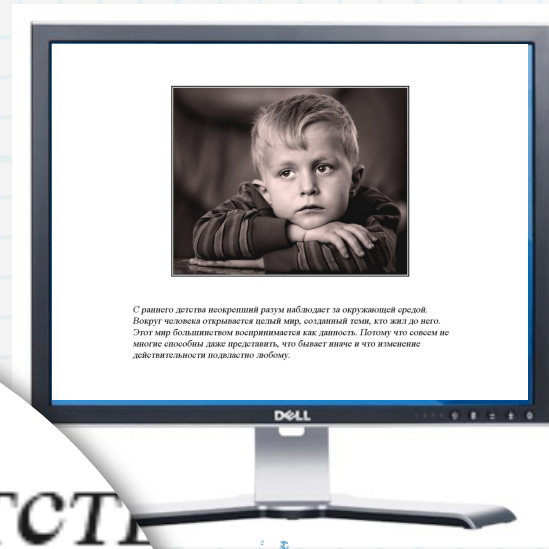 С раннего детства неокрепший разум наблюдает за окружающей средой.
Вокруг человека открывается целый мир, созданный теми, кто жил до него.
Этот мир большинством воспринимается как данность. Потому что совсем не
многие способны даже представить, что бывает иначе и что изменение
действительности подвластно любому.
DELL